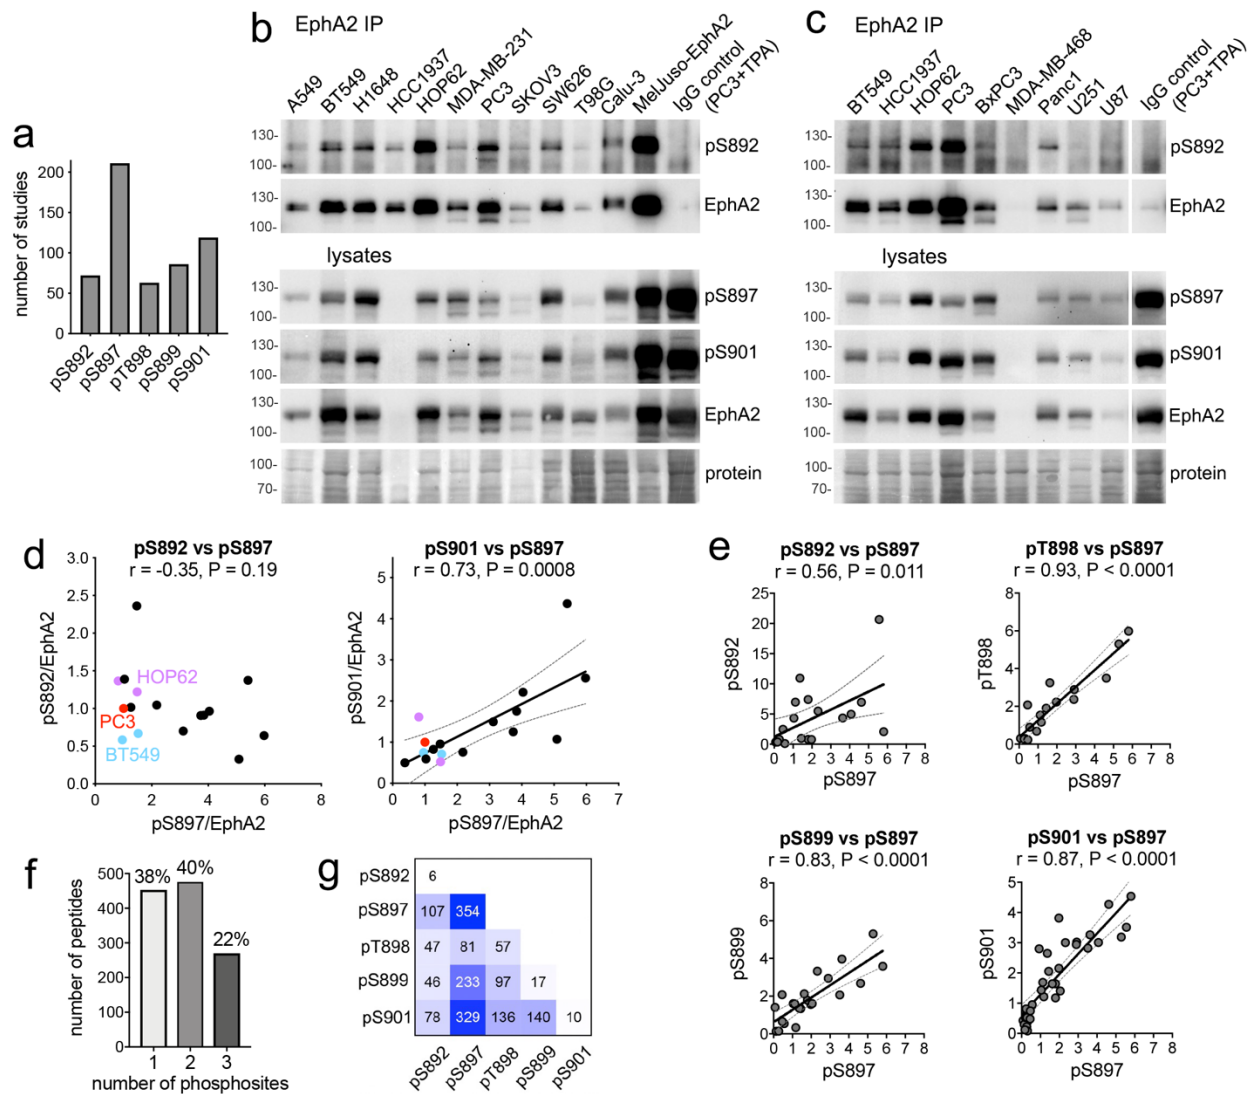 a
number of studies
200
150
100
50
0
pS892
pS897
pT898
pS899
pS901
b
EphA2 IP
A549
BT549
H1648
HCC1937
HOP62
MDA-MB-231
PC3
SKOV3
SW626
T98G
Calu-3
MelJuso-EphA2
IgG control
(PC3+TPA)
130-
100-
pS892
130-
100-
EphA2
lysates
130-
100-
pS897
130-
100-
pS901
130-
100-
EphA2
100-
70-
protein
c
EphA2 IP
BT549
HCC1937
HOP62
PC3
BxPC3
MDA-MB-468
Panc1
U251
U87
IgG control
(PC3+TPA)
130-
100-
pS892
130-
100-
EphA2
lysates
130-
100-
pS897
130-
100-
pS901
130-
100-
EphA2
100-
70-
protein
d
pS892 vs pS897
r = -0.35, P = 0.19
pS892/EphA2
3.0
2.5
2.0
1.5
1.0
0.5
0.0
HOP62
PC3
BT549
0 2 4 6 8
pS897/EphA2
pS901 vs pS897
r = 0.73, P = 0.0008
pS901/EphA2
5
4
3
2
1
0
0 1 2 3 4 5 6 7
pS897/EphA2
e
pS892 vs pS897
r = 0.56, P = 0.011
pS892
25
20
15
10
5
0
0 1 2 3 4 5 6 7 8
pS897
pT898 vs pS897
r = 0.93, P < 0.0001
pT898
8
6
4
2
0
0 1 2 3 4 5 6 7 8
pS897
pS899 vs pS897
r = 0.83, P < 0.0001
pS899
8
6
4
2
0
0 1 2 3 4 5 6 7 8
pS897
pS901 vs pS897
r = 0.87, P < 0.0001
pS901
5
4
3
2
1
0
0 1 2 3 4 5 6 7 8
pS897
f
number of peptides
500
400
300
200
100
0
38%
40%
22%
1 2 3
number of phosphosites
g
pS892 6
pS897 107 354
pT898 47 81 57
pS899 46 233 97 17
pS901 78 329 136 140 10
pS892
pS897
pT898
pS899
pS901